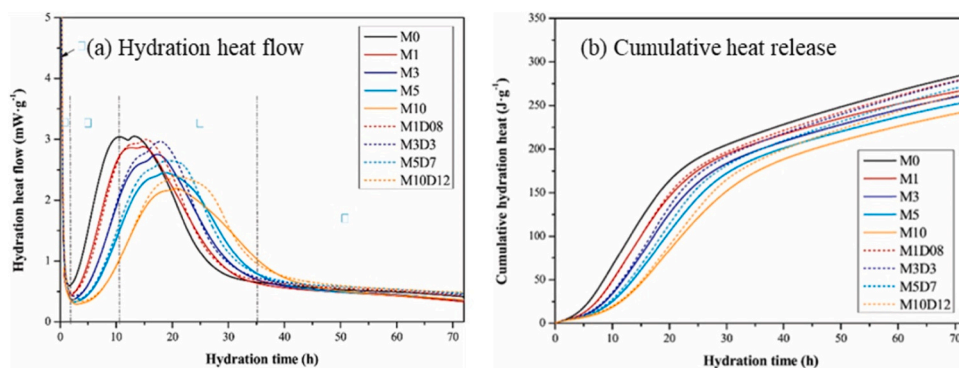 (a) Hydration heat flow
Hydration heat flow (mW·g⁻¹)
5
4
3
2
1
0
M0
M1
M3
M5
M10
M1D08
M3D3
M5D7
M10D12
0 10 20 30 40 50 60 70
Hydration time (h)
(b) Cumulative heat release
Cumulative hydration heat (J·g⁻¹)
350
300
250
200
150
100
50
0
M0
M1
M3
M5
M10
M1D08
M3D3
M5D7
M10D12
0 10 20 30 40 50 60 70
Hydration time (h)